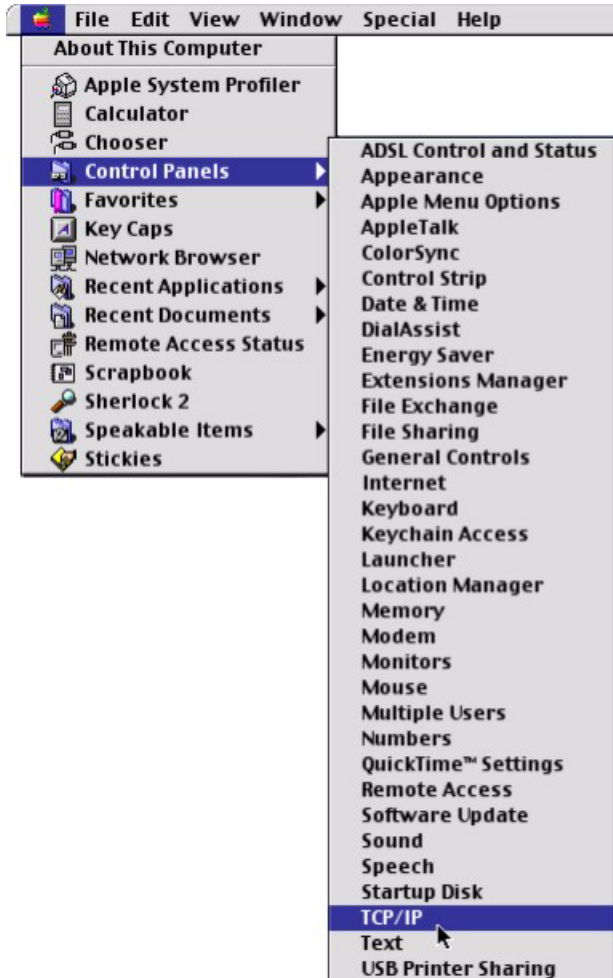 File Edit View Window Special Help
About This Computer
Apple System Profiler
Calculator
Chooser
Control Panels
Favorites
Key Caps
Network Browser
Recent Applications
Recent Documents
Remote Access Status
Scrapbook
Sherlock 2
Speakable Items
Stickies
ADSL Control and Status
Appearance
Apple Menu Options
AppleTalk
ColorSync
Control Strip
Date & Time
DialAssist
Energy Saver
Extensions Manager
File Exchange
File Sharing
General Controls
Internet
Keyboard
Keychain Access
Launcher
Location Manager
Memory
Modem
Monitors
Mouse
Multiple Users
Numbers
QuickTime™ Settings
Remote Access
Software Update
Sound
Speech
Startup Disk
TCP/IP
Text
USB Printer Sharing